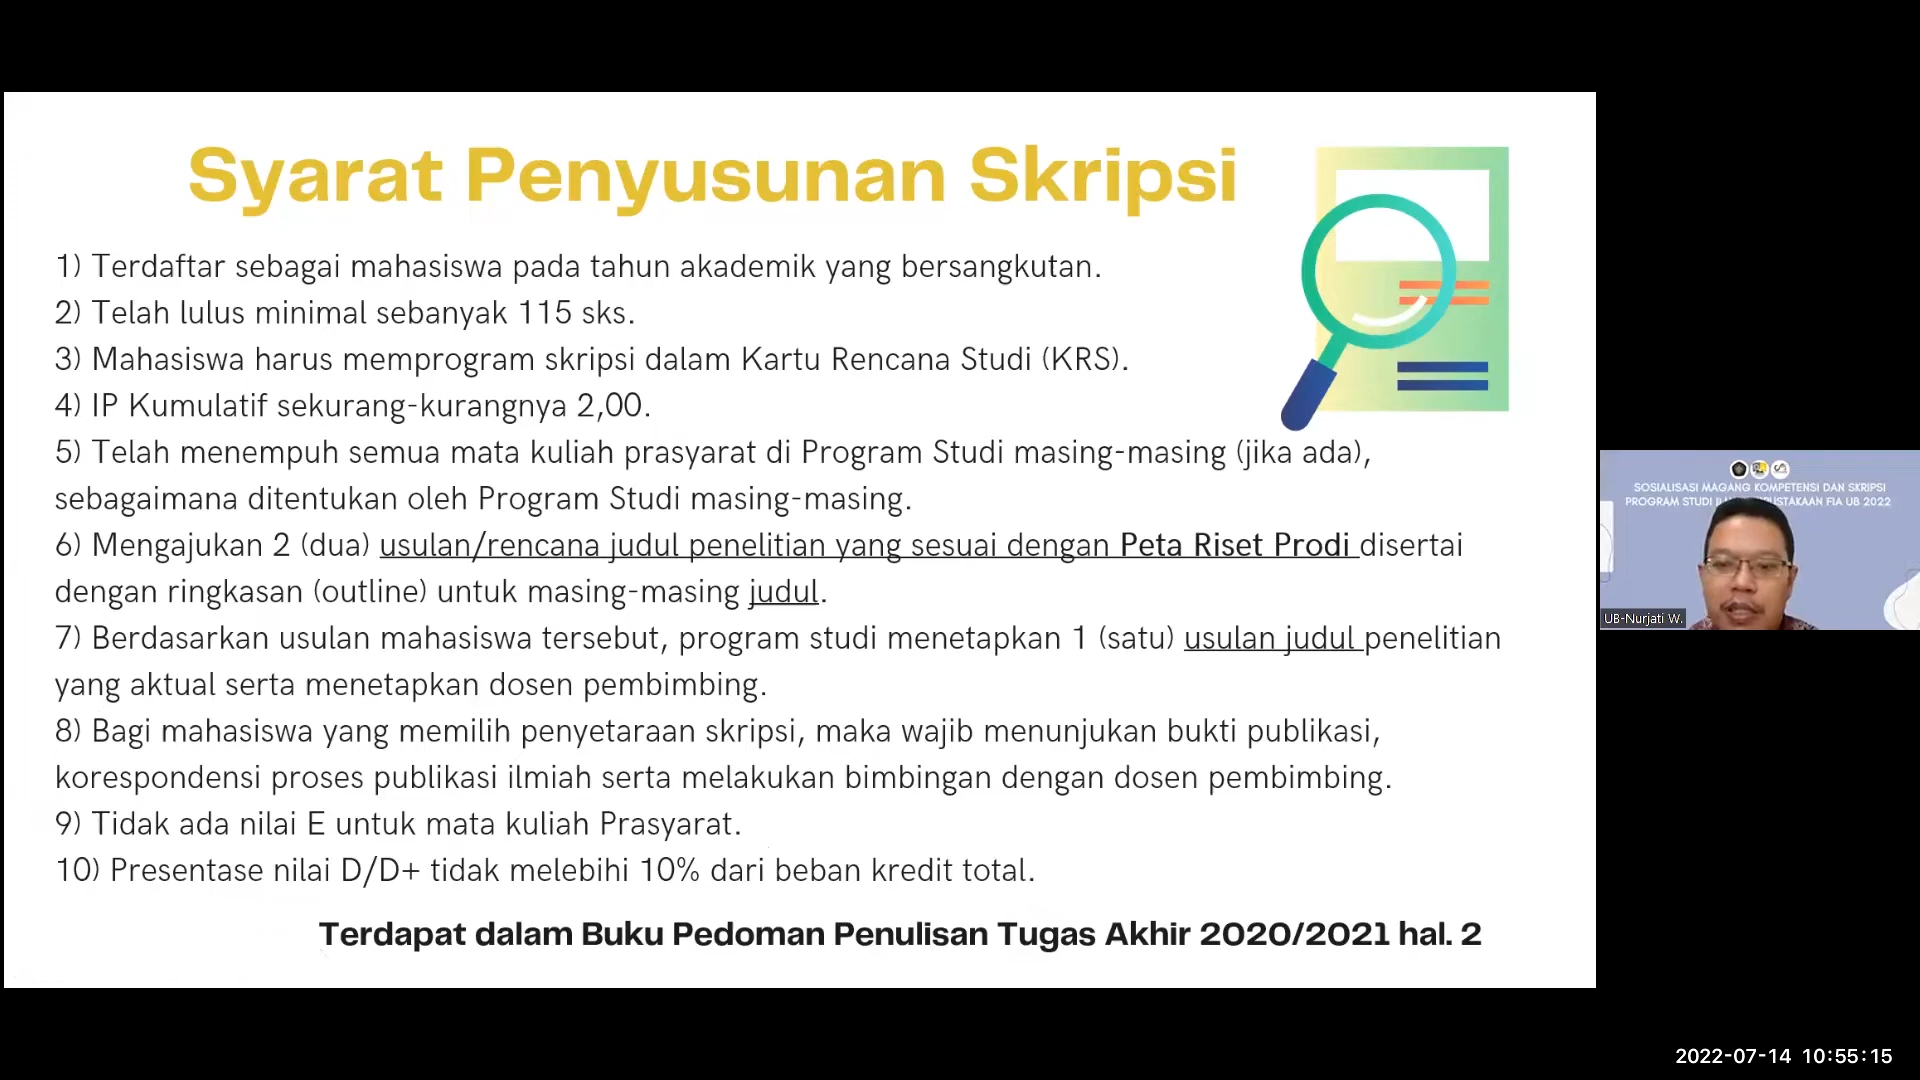 Syarat Penyusunan Skripsi
1) Terdaftar sebagai mahasiswa pada tahun akademik yang bersangkutan.
2) Telah lulus minimal sebanyak 115 sks.
3) Mahasiswa harus memprogram skripsi dalam Kartu Rencana Studi (KRS).
4) IP Kumulatif sekurang-kurangnya 2,00.
5) Telah menempuh semua mata kuliah prasyarat di Program Studi masing-masing (jika ada),
sebagaimana ditentukan oleh Program Studi masing-masing.
6) Mengajukan 2 (dua) usulan/rencana judul penelitian yang sesuai dengan Peta Riset Prodi disertai
dengan ringkasan (outline) untuk masing-masing judul.
7) Berdasarkan usulan mahasiswa tersebut, program studi menetapkan 1 (satu) usulan judul penelitian
yang aktual serta menetapkan dosen pembimbing.
8) Bagi mahasiswa yang memilih penyetaraan skripsi, maka wajib menunjukan bukti publikasi,
korespondensi proses publikasi ilmiah serta melakukan bimbingan dengan dosen pembimbing.
9) Tidak ada nilai E untuk mata kuliah Prasyarat.
10) Presentase nilai D/D+ tidak melebihi 10% dari beban kredit total.
Terdapat dalam Buku Pedoman Penulisan Tugas Akhir 2020/2021 hal. 2
SOSIALISASI MAGANG KOMPETENSI DAN SKRIPSI
PROGRAM STUDI FIA UB 2022
UB-Nurjati W.
2022-07-14 10:55:15